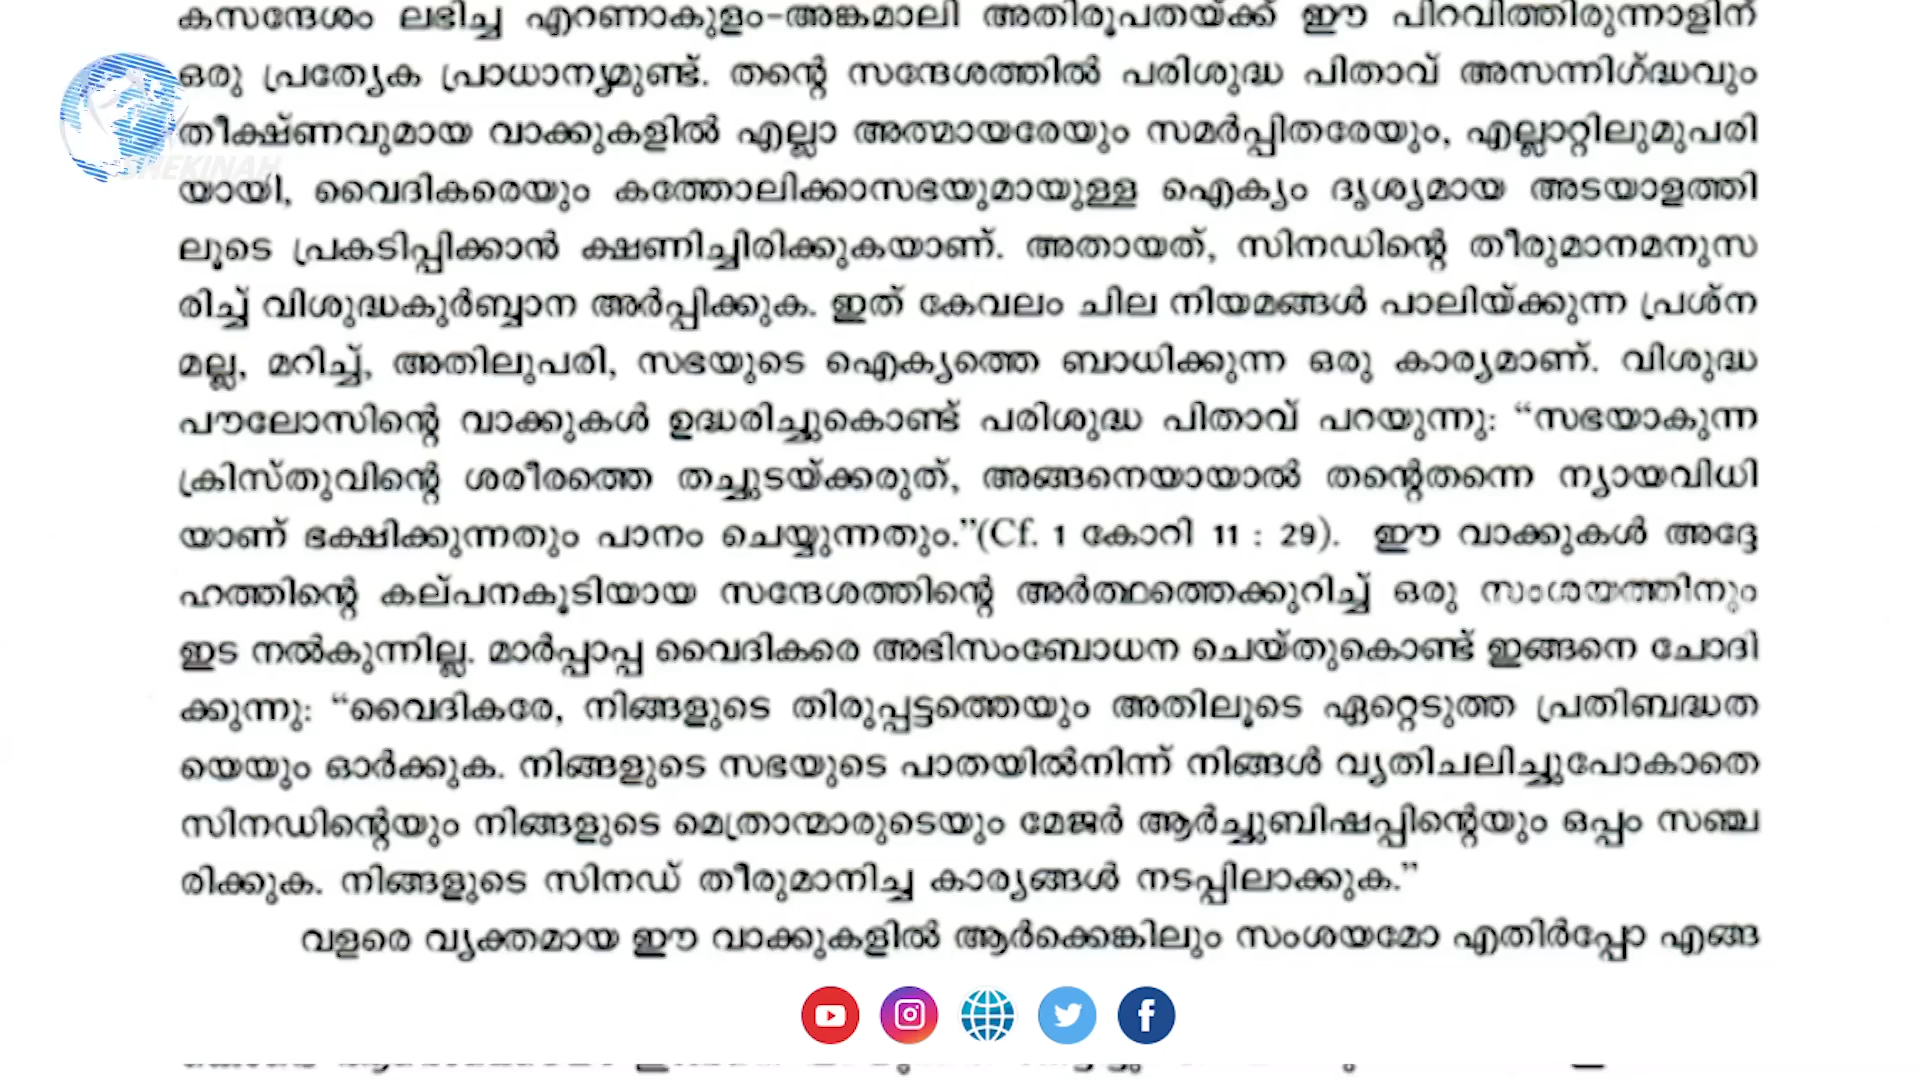 കസന്ദേശം ലഭിച്ച എറണാകുളം-അങ്കമാലി അതിരൂപതയ്ക്ക് ഈ പിറവിത്തിരുന്നാളിന്
ഒരു പ്രത്യേക പ്രാധാന്യമുണ്ട്. തന്റെ സന്ദേശത്തിൽ പരിശുദ്ധ പിതാവ് അസന്നിഗ്ദ്ധവും
തീക്ഷ്ണവുമായ വാക്കുകളിൽ എല്ലാ അത്മായരേയും സമർപ്പിതരേയും, എല്ലാറ്റിലുമുപരി
SHEKINAH
യായി, വൈദികരെയും കത്തോലിക്കാസഭയുമായുള്ള ഐക്യം ദൃശ്യമായ അടയാളത്തി
ലൂടെ പ്രകടിപ്പിക്കാൻ ക്ഷണിച്ചിരിക്കുകയാണ്. അതായത്, സിനഡിന്റെ തീരുമാനമനുസ
രിച്ച് വിശുദ്ധകുർബ്ബാന അർപ്പിക്കുക. ഇത് കേവലം ചില നിയമങ്ങൾ പാലിയ്ക്കുന്ന പ്രശ്ന
മല്ല, മറിച്ച്, അതിലുപരി, സഭയുടെ ഐക്യത്തെ ബാധിക്കുന്ന ഒരു കാര്യമാണ്. വിശുദ്ധ
പൗലോസിന്റെ വാക്കുകൾ ഉദ്ധരിച്ചുകൊണ്ട് പരിശുദ്ധ പിതാവ് പറയുന്നു: “സഭയാകുന്ന
ക്രിസ്തുവിന്റെ ശരീരത്തെ തച്ചുടയ്ക്കരുത്, അങ്ങനെയായാൽ തന്റെതന്നെ ന്യായവിധി
യാണ് ഭക്ഷിക്കുന്നതും പാനം ചെയ്യുന്നതും.”(Cf. 1 കോറി 11 : 29). ഈ വാക്കുകൾ അദ്ദേ
ഹത്തിന്റെ കല്പനകൂടിയായ സന്ദേശത്തിന്റെ അർത്ഥത്തെക്കുറിച്ച് ഒരു സംശയത്തിനും
ഇട നൽകുന്നില്ല. മാർപ്പാപ്പ വൈദികരെ അഭിസംബോധന ചെയ്തുകൊണ്ട് ഇങ്ങനെ ചോദി
ക്കുന്നു: “വൈദികരേ, നിങ്ങളുടെ തിരുപ്പട്ടത്തെയും അതിലൂടെ ഏറ്റെടുത്ത പ്രതിബദ്ധത
യെയും ഓർക്കുക. നിങ്ങളുടെ സഭയുടെ പാതയിൽനിന്ന് നിങ്ങൾ വ്യതിചലിച്ചുപോകാതെ
സിനഡിന്റെയും നിങ്ങളുടെ മെത്രാന്മാരുടെയും മേജർ ആർച്ചുബിഷപ്പിന്റെയും ഒപ്പം സഞ്ച
രിക്കുക. നിങ്ങളുടെ സിനഡ് തീരുമാനിച്ച കാര്യങ്ങൾ നടപ്പിലാക്കുക.”
വളരെ വ്യക്തമായ ഈ വാക്കുകളിൽ ആർക്കെങ്കിലും സംശയമോ എതിർപ്പോ എങ്ങ